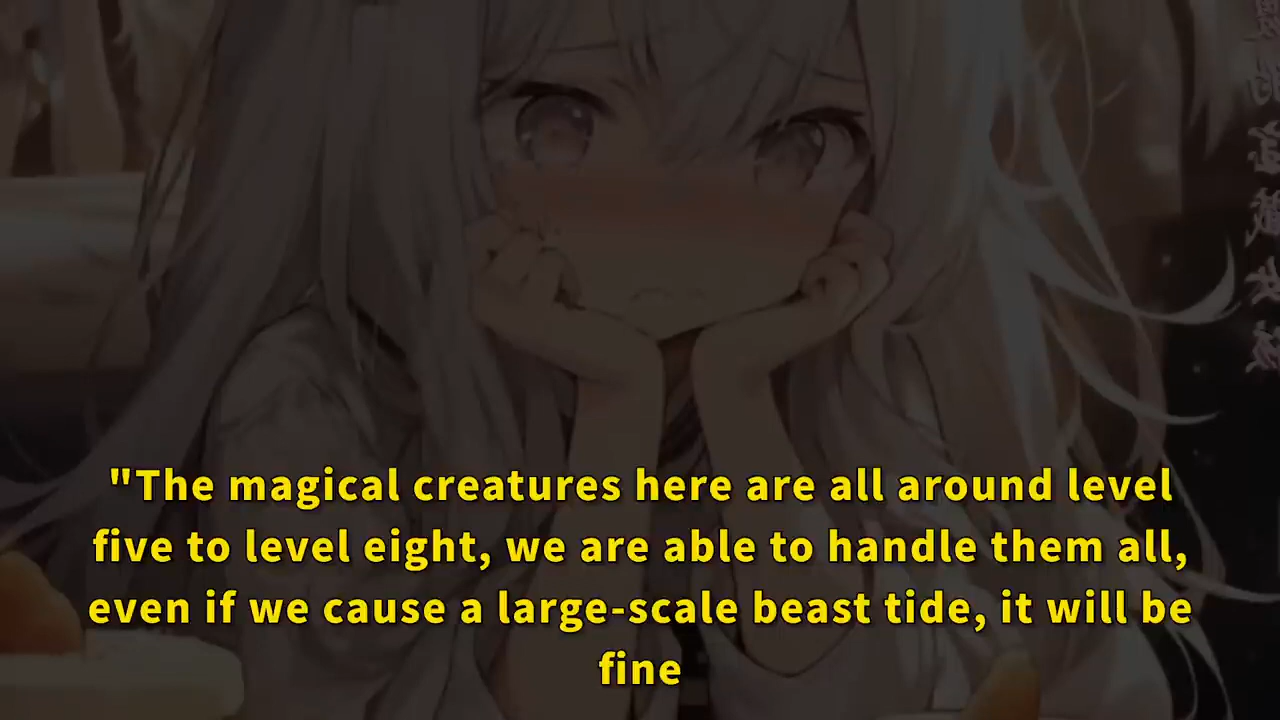 "The magical creatures here are all around level
five to level eight, we are able to handle them all,
even if we cause a large-scale beast tide, it will be
fine